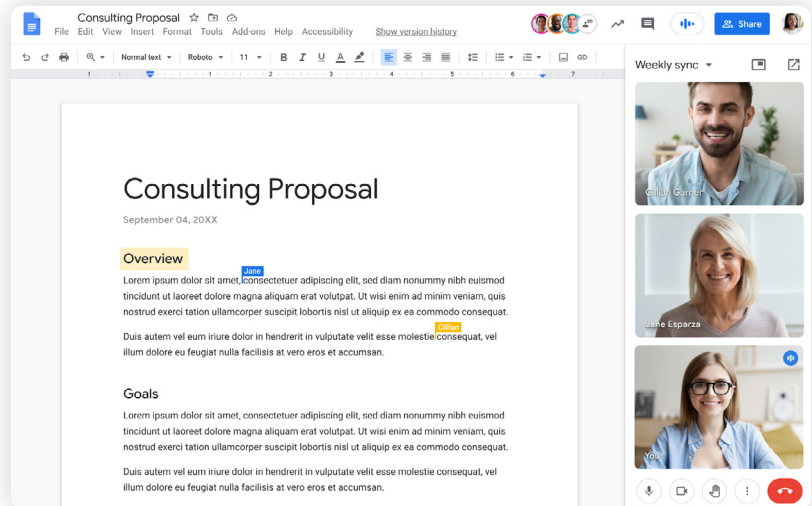 Consulting Proposal
File Edit View Insert Format Tools Add-ons Help Accessibility Show version history
Share
Normal text Roboto 11
1 1 2 3 4 5 6 7
Weekly sync
Cillian Garner
Jane Esparza
You
Consulting Proposal
September 04, 20XX
Overview
Jane
Lorem ipsum dolor sit amet, consectetuer adipiscing elit, sed diam nonummy nibh euismod
tincidunt ut laoreet dolore magna aliquam erat volutpat. Ut wisi enim ad minim veniam, quis
nostrud exerci tation ullamcorper suscipit lobortis nisl ut aliquip ex ea commodo consequat.
Cillian
Duis autem vel eum iriure dolor in hendrerit in vulputate velit esse molestie consequat, vel
illum dolore eu feugiat nulla facilisis at vero eros et accumsan.
Goals
Lorem ipsum dolor sit amet, consectetuer adipiscing elit, sed diam nonummy nibh euismod
tincidunt ut laoreet dolore magna aliquam erat volutpat. Ut wisi enim ad minim veniam, quis
nostrud exerci tation ullamcorper suscipit lobortis nisl ut aliquip ex ea commodo consequat.
Duis autem vel eum iriure dolor in hendrerit in vulputate velit esse molestie consequat, vel
illum dolore eu feugiat nulla facilisis at vero eros et accumsan.